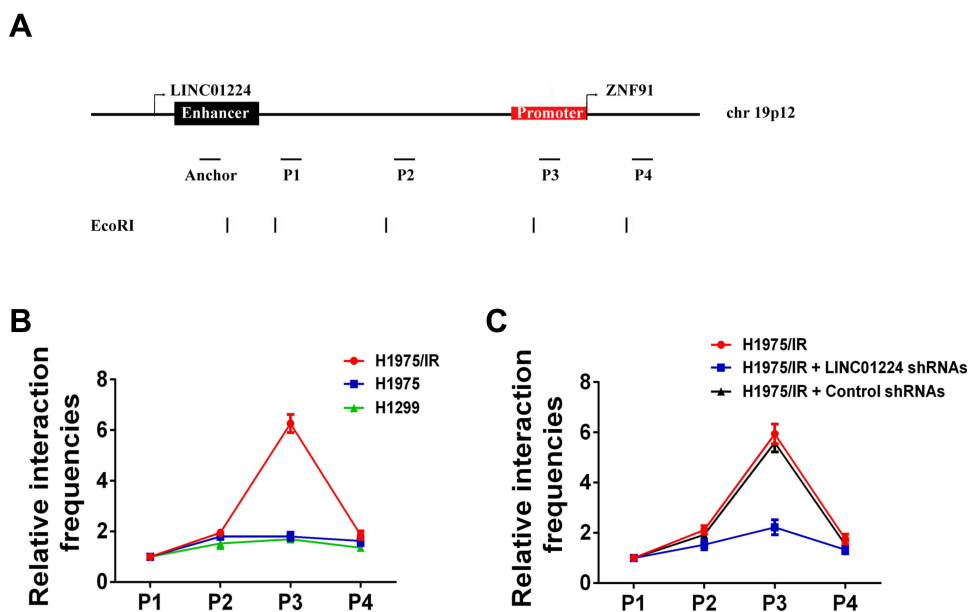 A
LINC01224
ZNF91
Enhancer
Promoter
chr 19p12
Anchor P1 P2 P3 P4
EcoRI
B
Relative interaction
frequencies
8
6
4
2
0
P1 P2 P3 P4
H1975/IR
H1975
H1299
C
Relative interaction
frequencies
8
6
4
2
0
P1 P2 P3 P4
H1975/IR
H1975/IR + LINC01224 shRNAs
H1975/IR + Control shRNAs